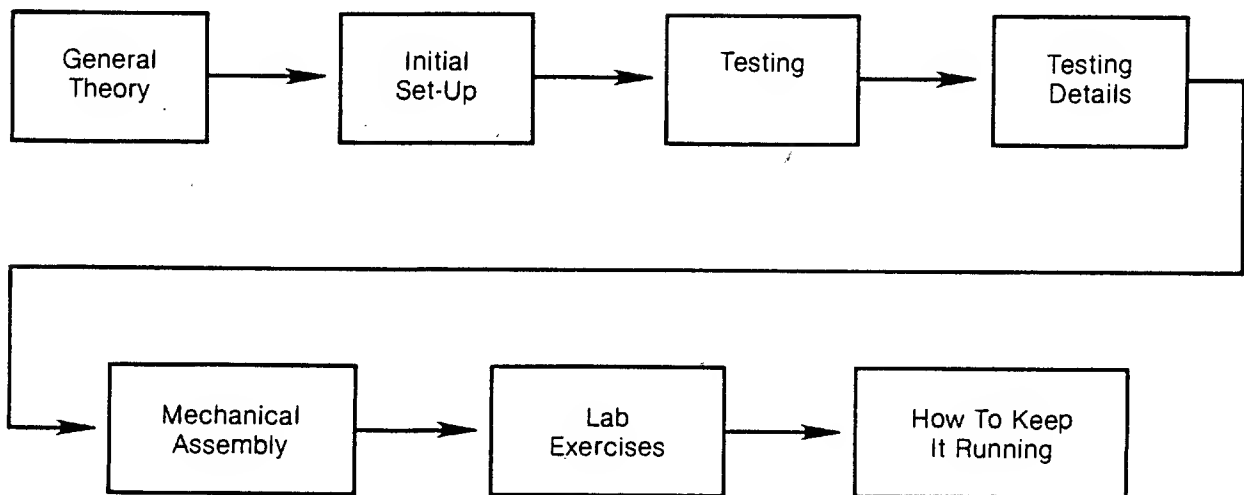 General
Theory
Initial
Set-Up
Testing
Testing
Details
Mechanical
Assembly
Lab
Exercises
How To Keep
It Running